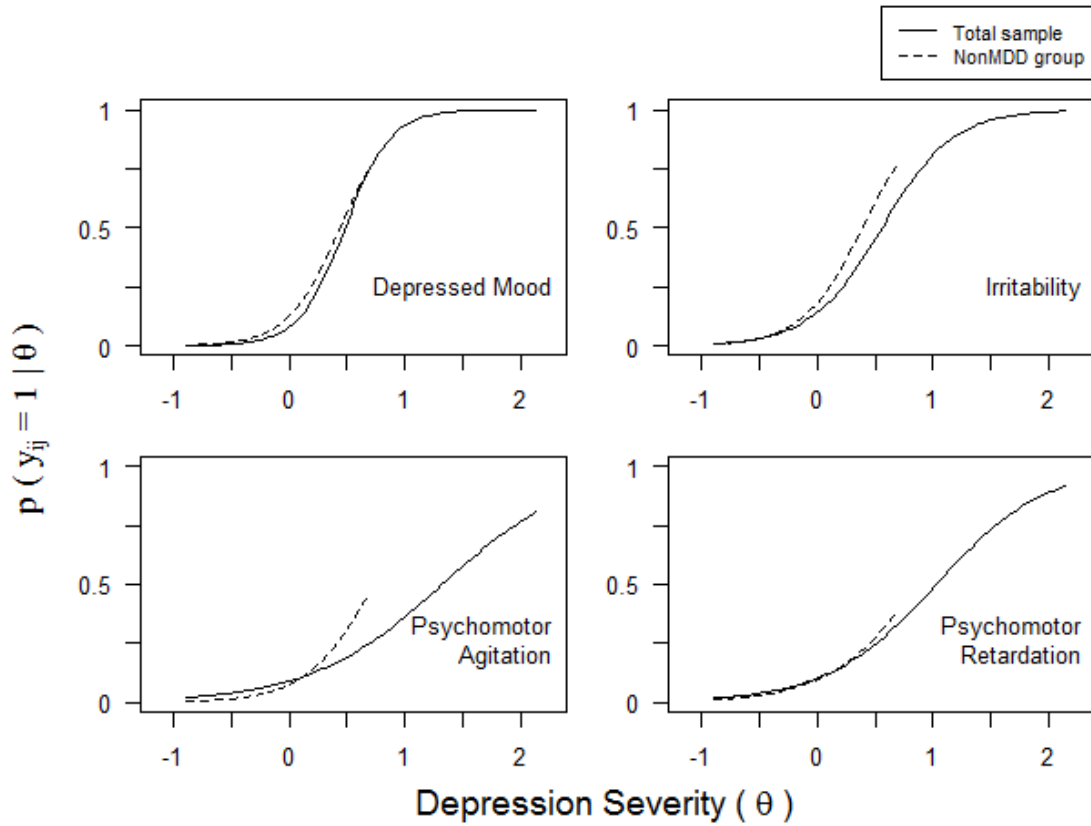 Total sample
NonMDD group
1
0.5
0
Depressed Mood
-1 0 1 2
1
0.5
0
Irritability
-1 0 1 2
p ( y_ij = 1 | θ )
1
0.5
0
Psychomotor
Agitation
-1 0 1 2
1
0.5
0
Psychomotor
Retardation
-1 0 1 2
Depression Severity ( θ )